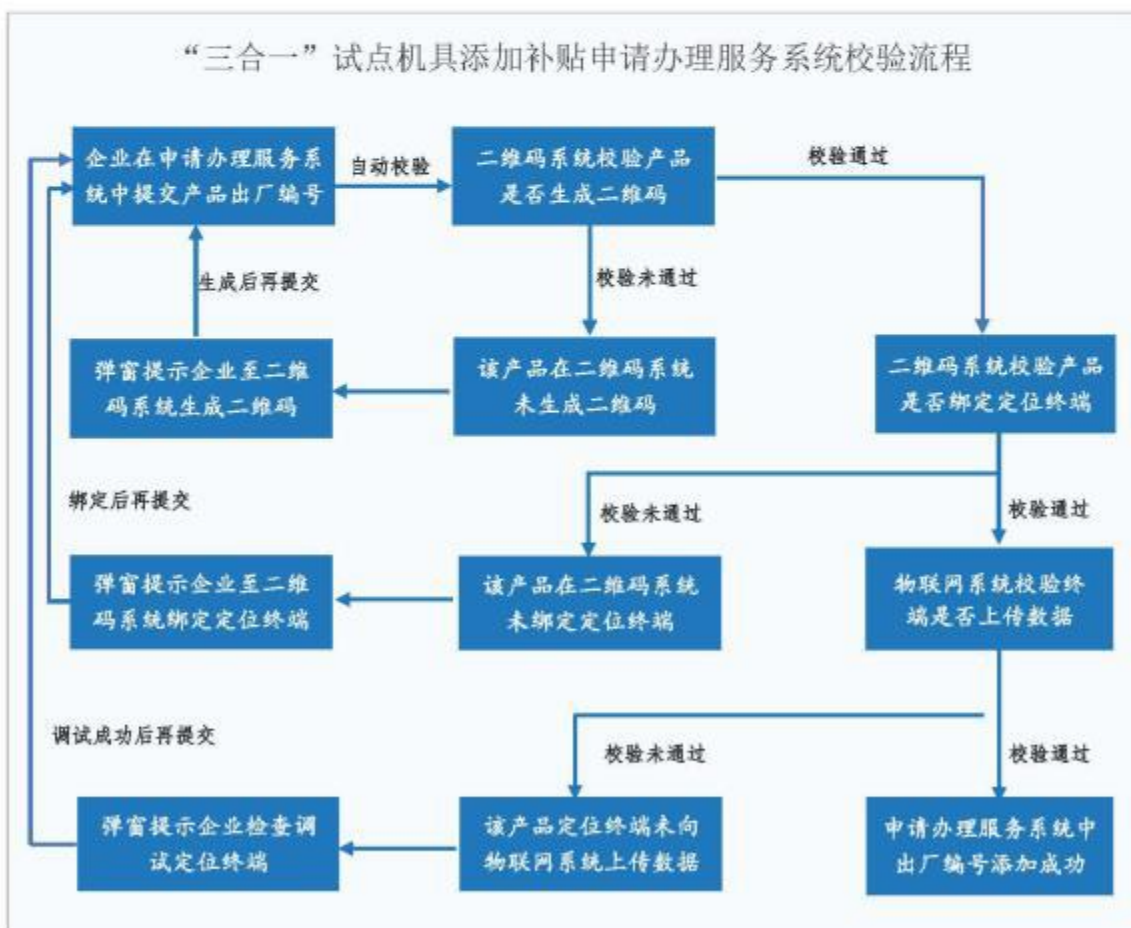 “三合一”试点机具添加补贴申请办理服务系统校验流程
企业在申请办理服务系
统中提交产品出厂编号
自动校验
二维码系统校验产品
是否生成二维码
校验通过
生成后再提交
校验未通过
弹窗提示企业至二维
码系统生成二维码
该产品在二维码系统
未生成二维码
二维码系统校验产品
是否绑定定位终端
绑定后再提交
校验未通过
校验通过
弹窗提示企业至二维
码系统绑定定位终端
该产品在二维码系统
未绑定定位终端
物联网系统校验终
端是否上传数据
调试成功后再提交
校验未通过
校验通过
弹窗提示企业检查调
试定位终端
该产品定位终端未向
物联网系统上传数据
申请办理服务系统中
出厂编号添加成功